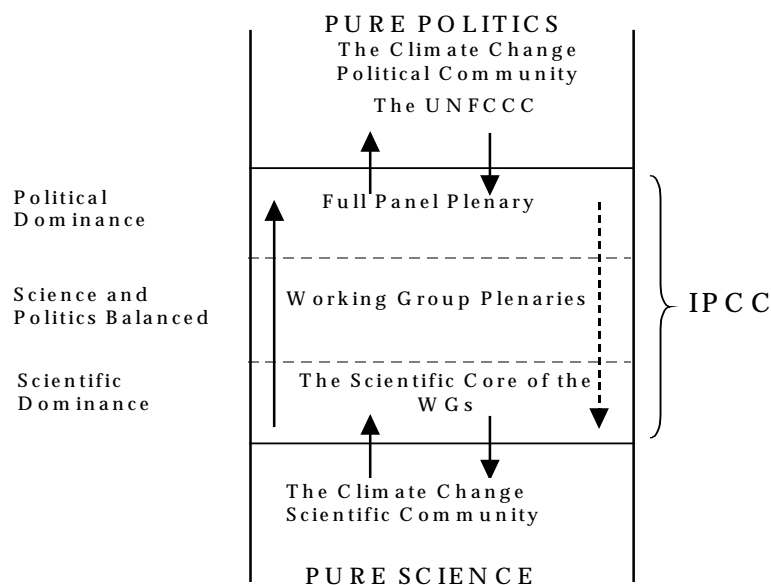 PURE POLITICS
The Climate Change
Political Community
The UNFCCC
Political
Dominance
Full Panel Plenary
Science and
Politics Balanced
Working Group Plenaries
IPCC
Scientific
Dominance
The Scientific Core of the
WGs
The Climate Change
Scientific Community
PURE SCIENCE